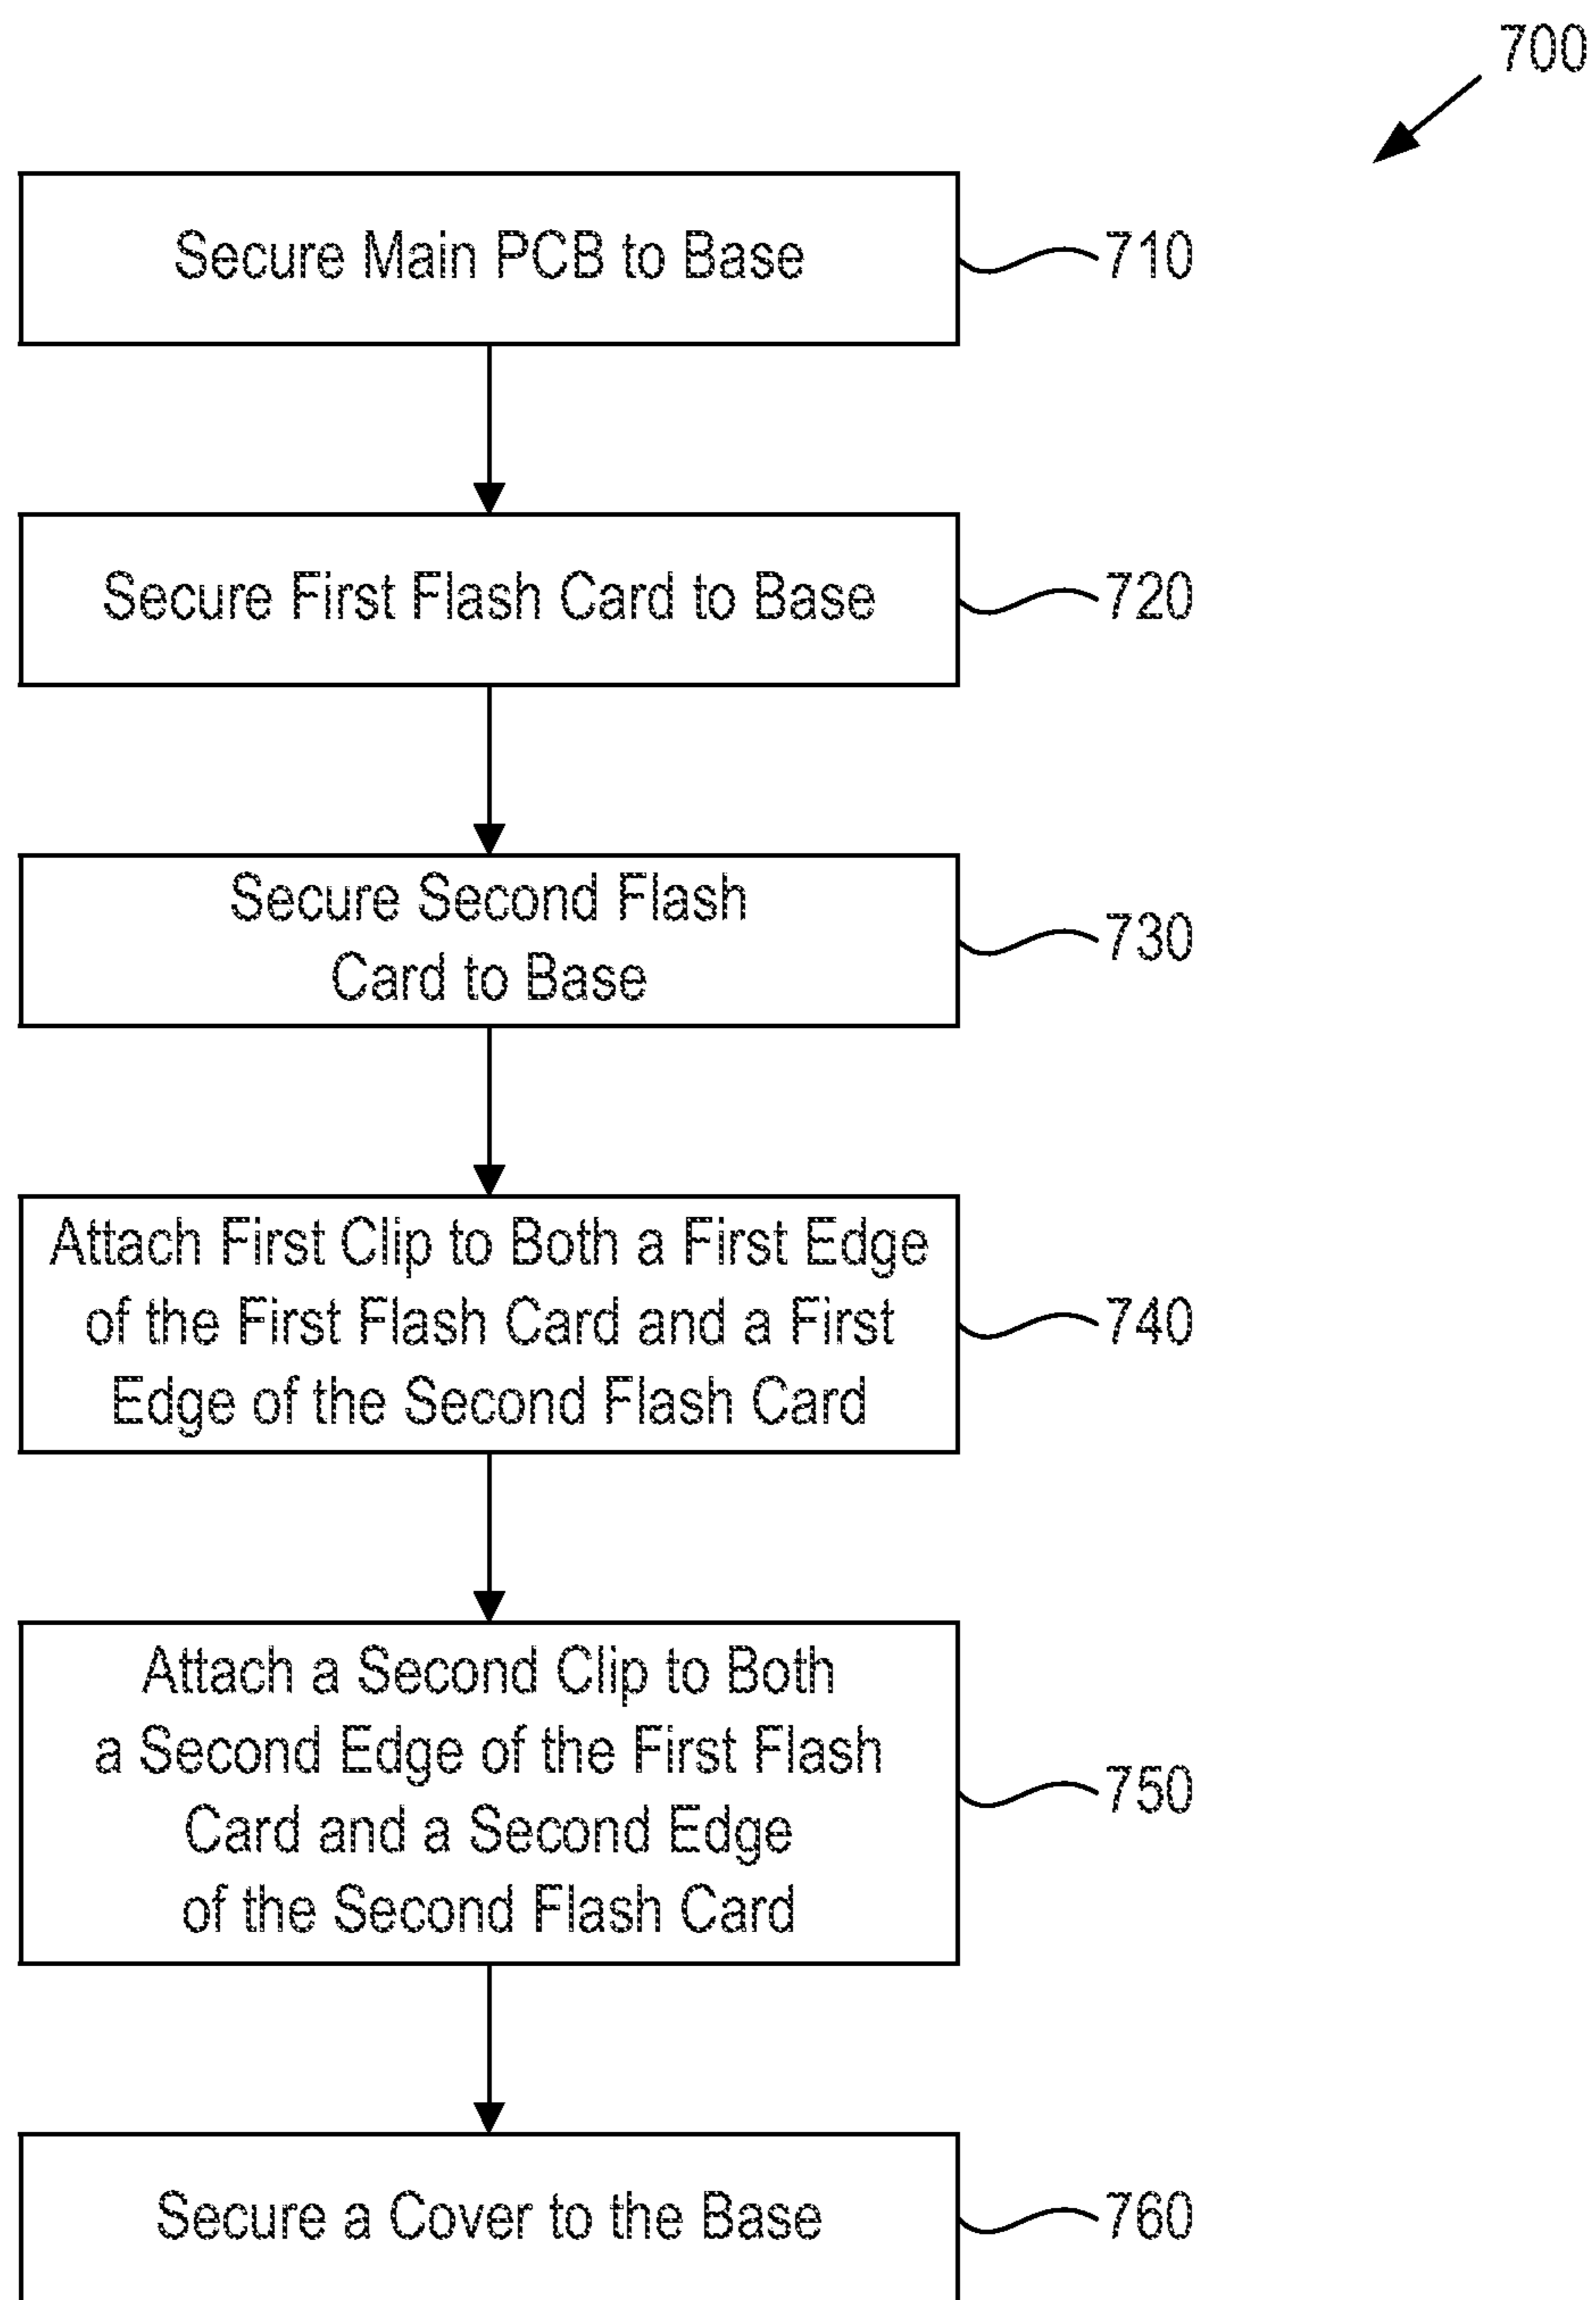 700
Secure Main PCB to Base
710
Secure First Flash Card to Base
720
Secure Second Flash
Card to Base
730
Attach First Clip to Both a First Edge
of the First Flash Card and a First
Edge of the Second Flash Card
740
Attach a Second Clip to Both
a Second Edge of the First Flash
Card and a Second Edge
of the Second Flash Card
750
Secure a Cover to the Base
760